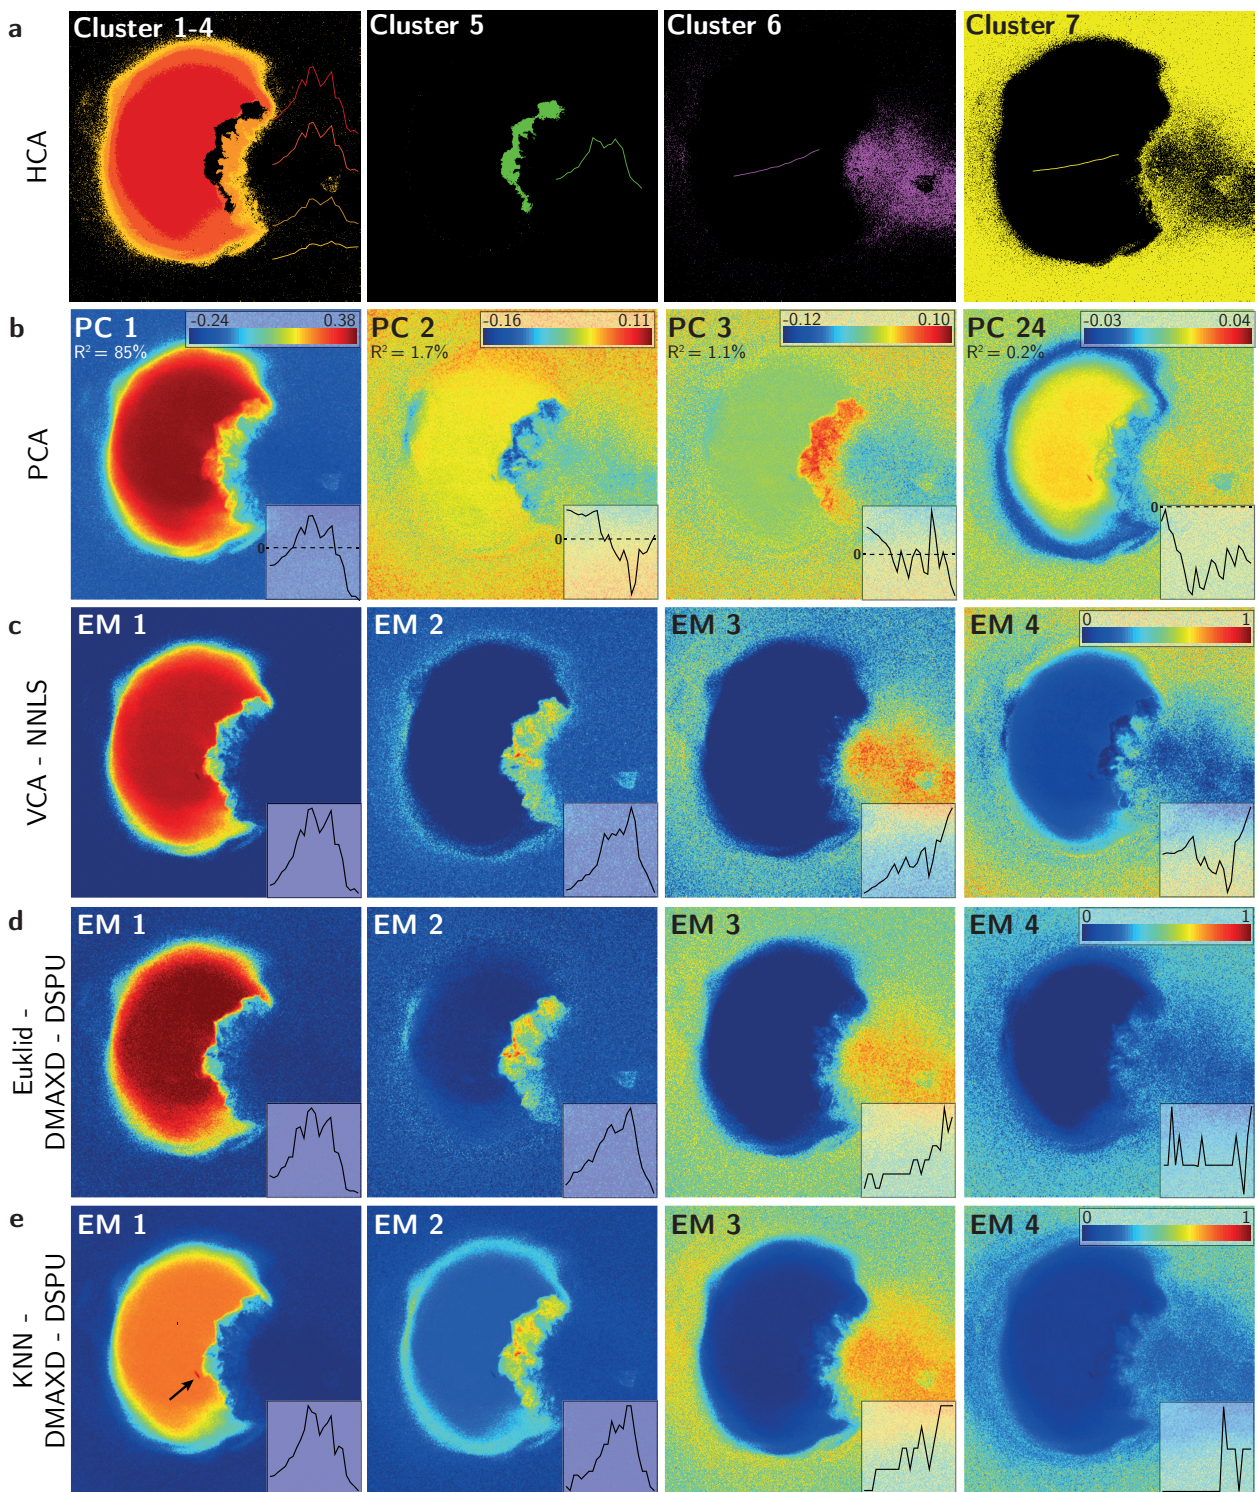 a
HCA
Cluster 1-4
Cluster 5
Cluster 6
Cluster 7
b
PCA
PC 1
R² = 85%
-0.24
0.38
0
PC 2
R² = 1.7%
-0.16
0.11
0
PC 3
R² = 1.1%
-0.12
0.10
0
PC 24
R² = 0.2%
-0.03
0.04
0
c
VCA - NNLS
EM 1
EM 2
EM 3
EM 4
0
1
d
Euklid -
DMAXD - DSPU
EM 1
EM 2
EM 3
EM 4
0
1
e
KNN -
DMAXD - DSPU
EM 1
EM 2
EM 3
EM 4
0
1